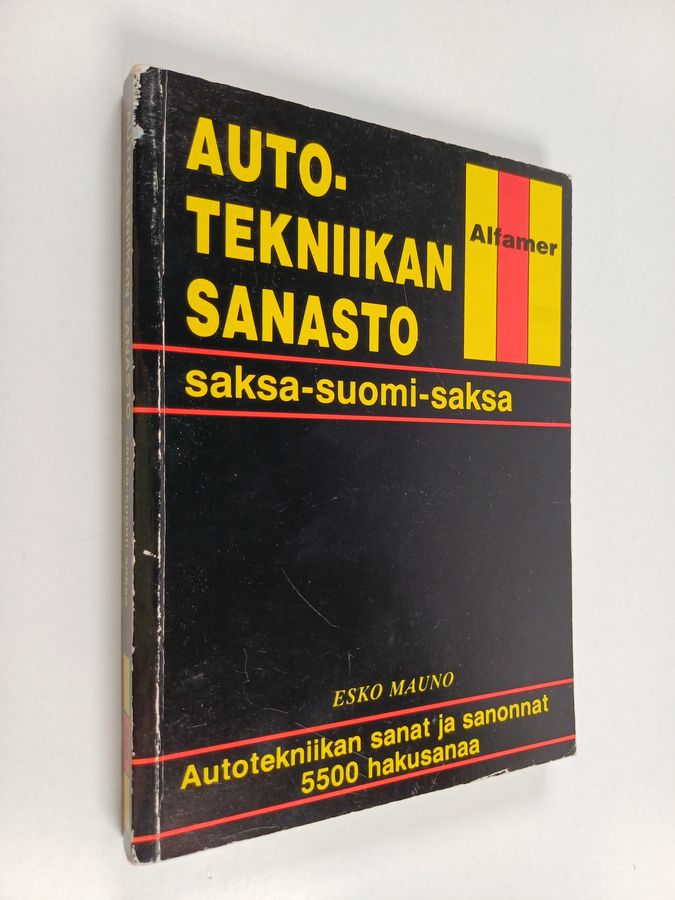 AUTO-
TEKNIIKAN
SANASTO
Alfamer
saksa-suomi-saksa
ESKO MAUNO
Autotekniikan sanat ja sanonnat
5500 hakusanaa